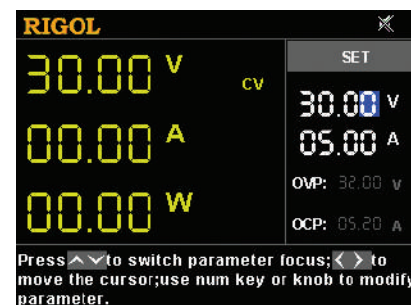 RIGOL
30.00 V
CV
00.00 A
00.00 W
SET
30.00 V
05.00 A
OVP: 32.00 V
OCP: 05.20 A
Press to switch parameter focus; to
move the cursor;use num key or knob to modify
parameter.